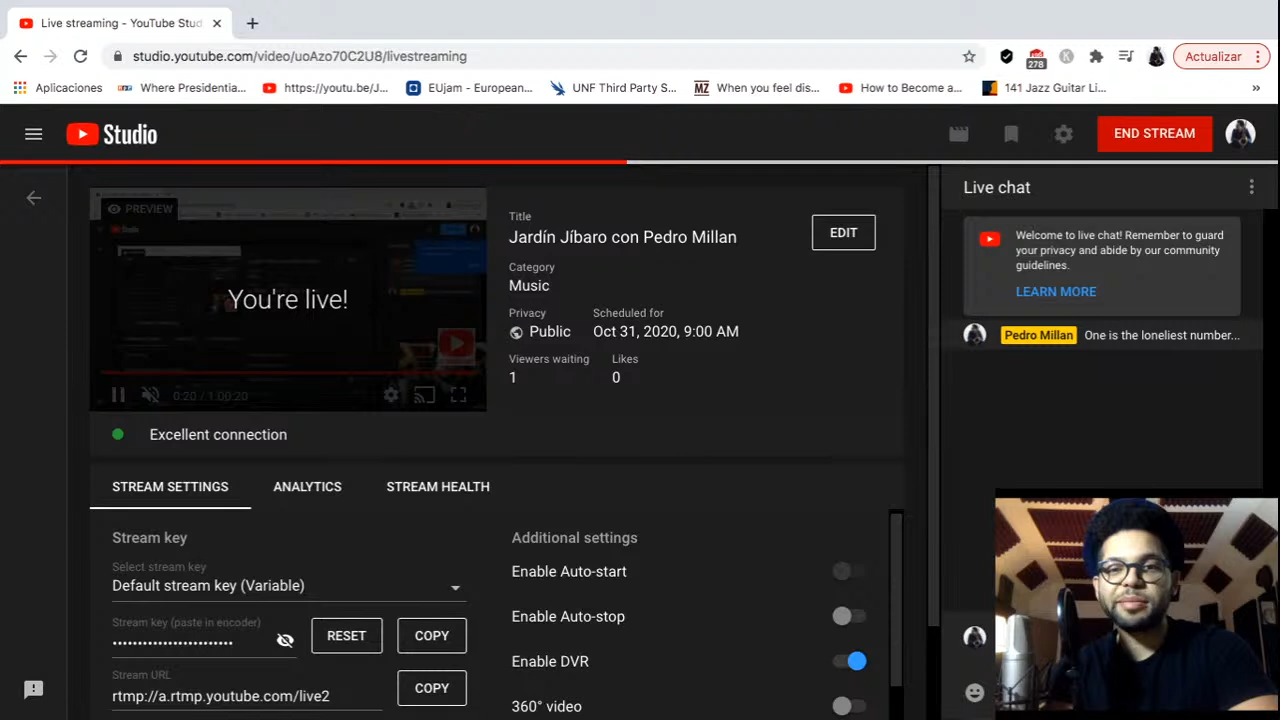 Live streaming - YouTube Stud
studio.youtube.com/video/uoAzo70C2U8/livestreaming
278
Actualizar
Aplicaciones
Where Presidentia...
https://youtu.be/J...
EUjam - European...
UNF Third Party S...
MZ
When you feel dis...
How to Become a...
141 Jazz Guitar Li...
»
Studio
END STREAM
PREVIEW
You're live!
0:20 / 1:00:20
Title
Jardín Jíbaro con Pedro Millan
EDIT
Category
Music
Privacy
Scheduled for
Public
Oct 31, 2020, 9:00 AM
Viewers waiting
Likes
1
0
Excellent connection
STREAM SETTINGS
ANALYTICS
STREAM HEALTH
Stream key
Select stream key
Default stream key (Variable)
Stream key (paste in encoder)
••••••••••••••••••••••••
RESET
COPY
Stream URL
rtmp://a.rtmp.youtube.com/live2
COPY
Additional settings
Enable Auto-start
Enable Auto-stop
Enable DVR
360° video
Live chat
Welcome to live chat! Remember to guard
your privacy and abide by our community
guidelines.
LEARN MORE
Pedro Millan One is the loneliest number...